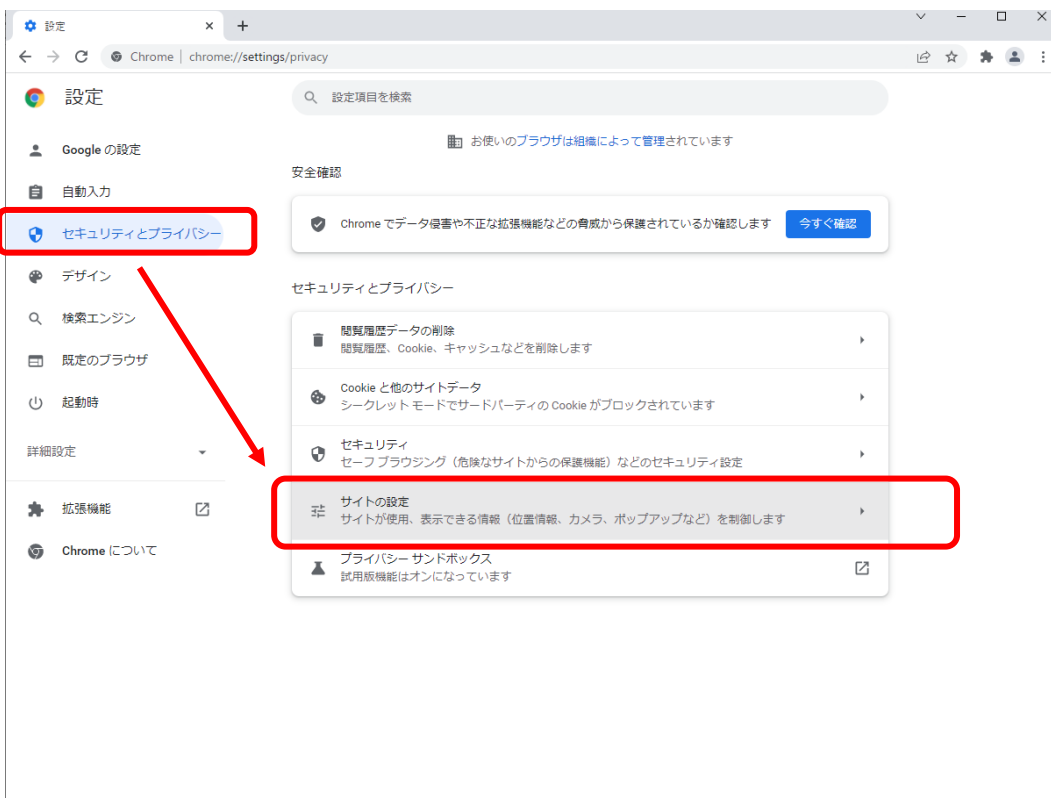 設定
Chrome | chrome://settings/privacy
設定
設定項目を検索
Google の設定
自動入力
セキュリティとプライバシー
デザイン
検索エンジン
既定のブラウザ
起動時
詳細設定
拡張機能
Chrome について
お使いのブラウザは組織によって管理されています
安全確認
Chrome でデータ侵害や不正な拡張機能などの脅威から保護されているか確認します
今すぐ確認
セキュリティとプライバシー
閲覧履歴データの削除
閲覧履歴、Cookie、キャッシュなどを削除します
Cookie と他のサイトデータ
シークレット モードでサードパーティの Cookie がブロックされています
セキュリティ
セーフ ブラウジング（危険なサイトからの保護機能）などのセキュリティ設定
サイトの設定
サイトが使用、表示できる情報（位置情報、カメラ、ポップアップなど）を制御します
プライバシー サンドボックス
試用版機能はオンになっています